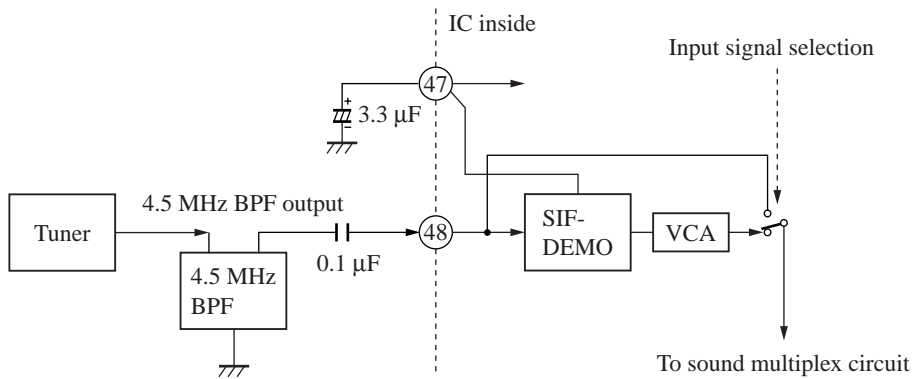 IC inside
Input signal selection
47
+
3.3 μF
−
4.5 MHz BPF output
Tuner
48
SIF-
DEMO
VCA
0.1 μF
4.5 MHz
BPF
To sound multiplex circuit